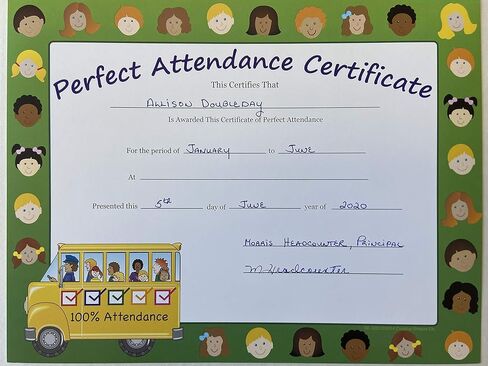 Perfect Attendance Certificate
This Certifies That
ALLISON DOUBLEDAY
Is Awarded This Certificate of Perfect Attendance
For the period of JANUARY to JUNE
At
Presented this 5th day of JUNE year of 2020
MORRIS HEADCOUNTER, PRINCIPAL
M Headcounter
100% Attendance